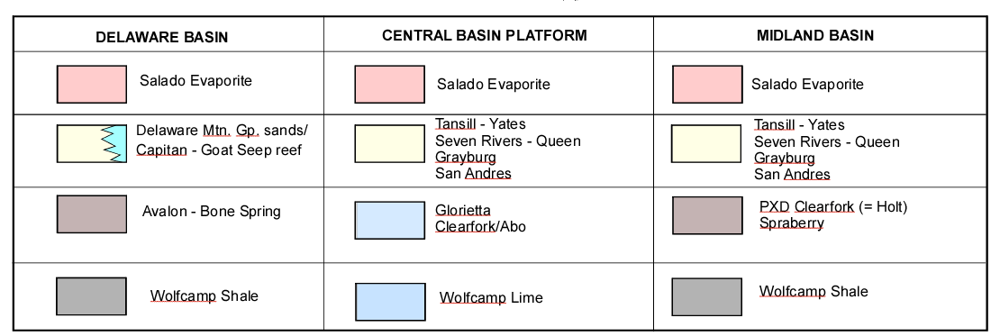 DELAWARE BASIN
CENTRAL BASIN PLATFORM
MIDLAND BASIN
Salado Evaporite
Salado Evaporite
Salado Evaporite
Delaware Mtn. Gp. sands/
Capitan - Goat Seep reef
Tansill - Yates
Seven Rivers - Queen
Grayburg
San Andres
Tansill - Yates
Seven Rivers - Queen
Grayburg
San Andres
Avalon - Bone Spring
Glorietta
Clearfork/Abo
PXD Clearfork (= Holt)
Spraberry
Wolfcamp Shale
Wolfcamp Lime
Wolfcamp Shale